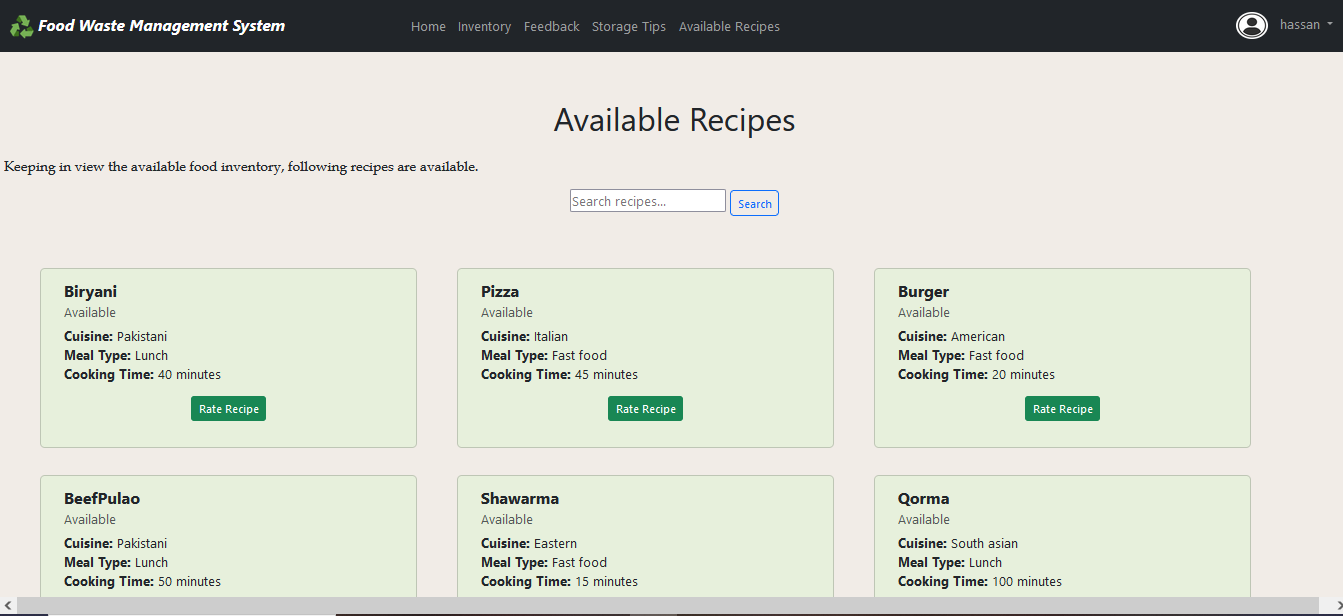 Food Waste Management System
Home Inventory Feedback Storage Tips Available Recipes
hassan
Available Recipes
Keeping in view the available food inventory, following recipes are available.
Search recipes... Search
Biryani
Available
Cuisine: Pakistani
Meal Type: Lunch
Cooking Time: 40 minutes
Rate Recipe
Pizza
Available
Cuisine: Italian
Meal Type: Fast food
Cooking Time: 45 minutes
Rate Recipe
Burger
Available
Cuisine: American
Meal Type: Fast food
Cooking Time: 20 minutes
Rate Recipe
BeefPulao
Available
Cuisine: Pakistani
Meal Type: Lunch
Cooking Time: 50 minutes
Shawarma
Available
Cuisine: Eastern
Meal Type: Fast food
Cooking Time: 15 minutes
Qorma
Available
Cuisine: South asian
Meal Type: Lunch
Cooking Time: 100 minutes